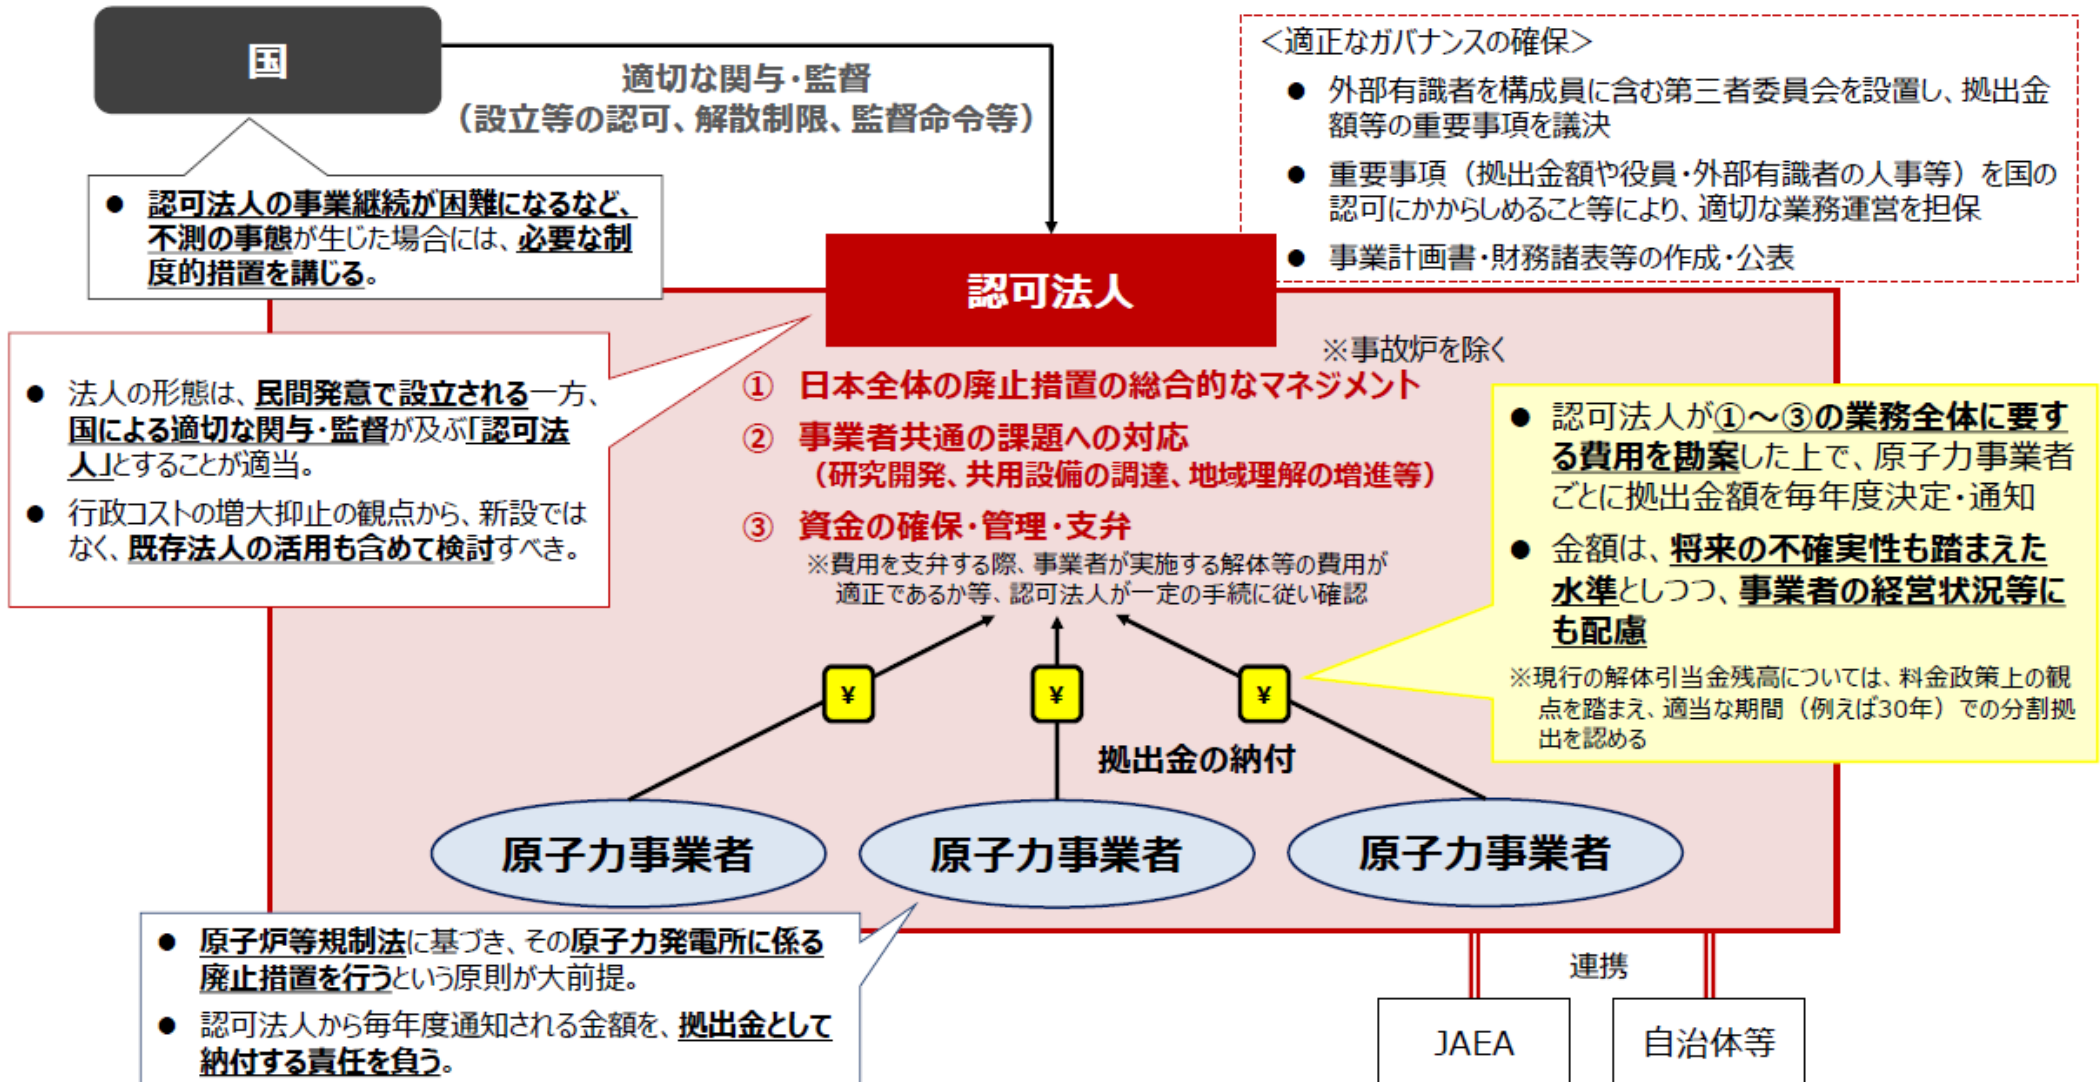 国
適切な関与・監督
（設立等の認可、解散制限、監督命令等）
＜適正なガバナンスの確保＞
● 外部有識者を構成員に含む第三者委員会を設置し、拠出金
額等の重要事項を議決
● 重要事項（拠出金額や役員・外部有識者の人事等）を国の
認可にかからしめること等により、適切な業務運営を担保
● 事業計画書・財務諸表等の作成・公表
● 認可法人の事業継続が困難になるなど、
不測の事態が生じた場合には、必要な制
度的措置を講じる。
認可法人
※事故炉を除く
● 法人の形態は、民間発意で設立される一方、
国による適切な関与・監督が及ぶ「認可法
人」とすることが適当。
● 行政コストの増大抑止の観点から、新設では
なく、既存法人の活用も含めて検討すべき。
① 日本全体の廃止措置の総合的なマネジメント
② 事業者共通の課題への対応
（研究開発、共用設備の調達、地域理解の増進等）
③ 資金の確保・管理・支弁
※費用を支弁する際、事業者が実施する解体等の費用が
適正であるか等、認可法人が一定の手続に従い確認
● 認可法人が①～③の業務全体に要す
る費用を勘案した上で、原子力事業者
ごとに拠出金額を毎年度決定・通知
● 金額は、将来の不確実性も踏まえた
水準としつつ、事業者の経営状況等に
も配慮
※現行の解体引当金残高については、料金政策上の観
点を踏まえ、適当な期間（例えば30年）での分割拠
出を認める
¥
¥
¥
拠出金の納付
原子力事業者
原子力事業者
原子力事業者
● 原子炉等規制法に基づき、その原子力発電所に係る
廃止措置を行うという原則が大前提。
● 認可法人から毎年度通知される金額を、拠出金として
納付する責任を負う。
連携
JAEA
自治体等